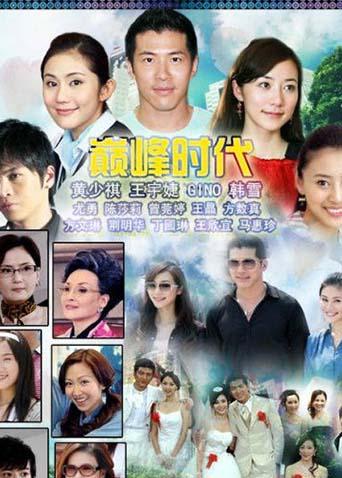 巅峰时代
黄少祺 王宇婕 GINO 韩雪
尤勇 陈莎莉 曾莞婷 王晶 方毅真
方文琳 荆明华 丁国琳 王欣宜 马惠珍